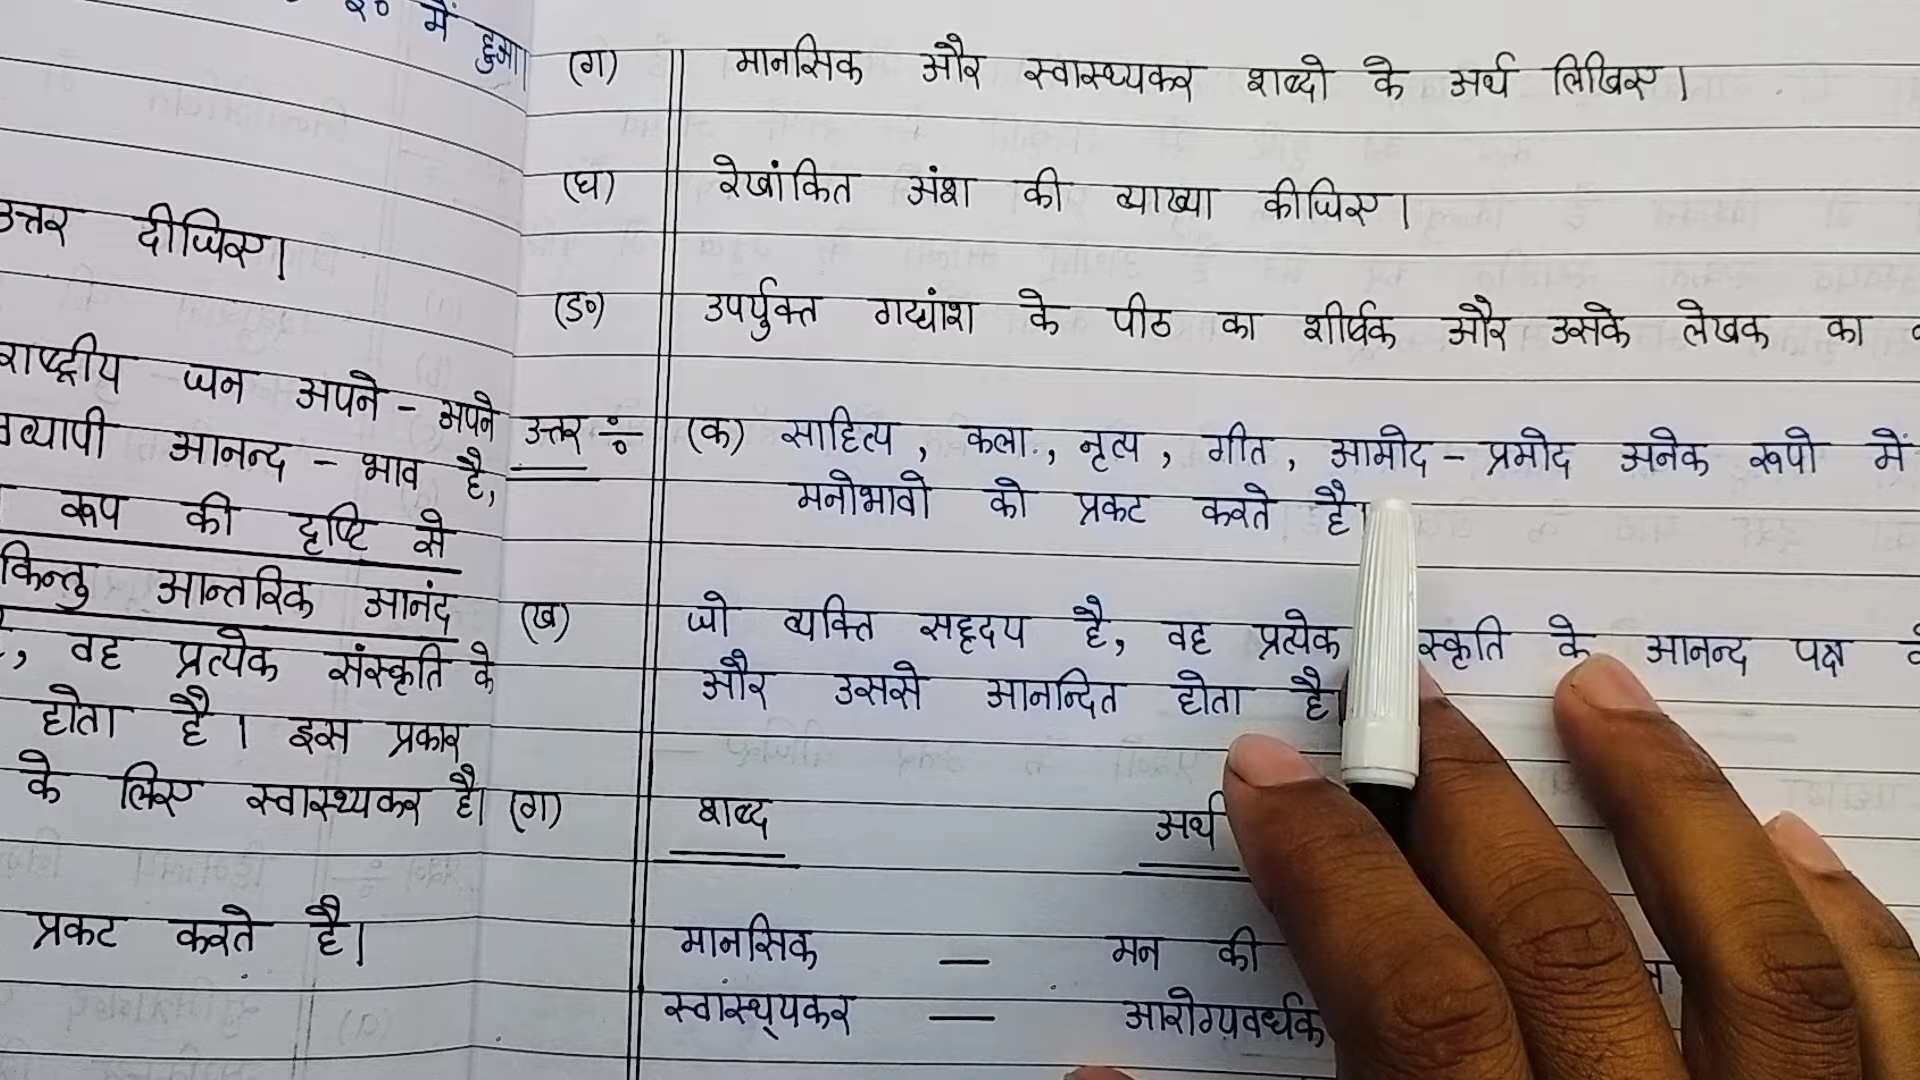 २० में हुआ।
उत्तर दीजिए।
राष्ट्रीय जन अपने - अपने
आनन्द - भाव है,
रूप की दृष्टि से
किन्तु आन्तरिक आनंद
, वह प्रत्येक संस्कृति के
होता है। इस प्रकार
के लिए स्वास्थ्यकर है।
प्रकट करते है।
(ग) मानसिक और स्वास्थ्यकर शब्दो के अर्थ लिखिए।
(घ) रेखांकित अंश की व्याख्या कीजिए।
(ड०) उपर्युक्त गद्यांश के पीठ का शीर्षक और उसके लेखक का
उत्तर ÷ (क) साहित्य, कला, नृत्य, गीत, आमोद - प्रमोद अनेक रूपो में
मनोभावो को प्रकट करते है।
(ख) जो व्यक्ति सहृदय है, वह प्रत्येक स्कृति के आनन्द पक्ष
और उससे आनन्दित होता है।
(ग) शब्द अर्थ
मानसिक — मन की
स्वास्थ्यकर — आरोग्यवर्धक